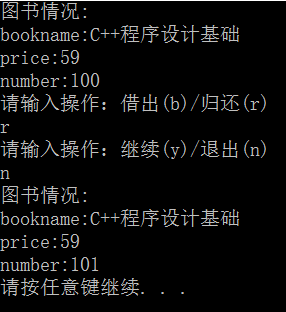 图书情况:
bookname:C++程序设计基础
price:59
number:100
请输入操作: 借出(b)/归还(r)
r
请输入操作: 继续(y)/退出(n)
n
图书情况:
bookname:C++程序设计基础
price:59
number:101
请按任意键继续. . .